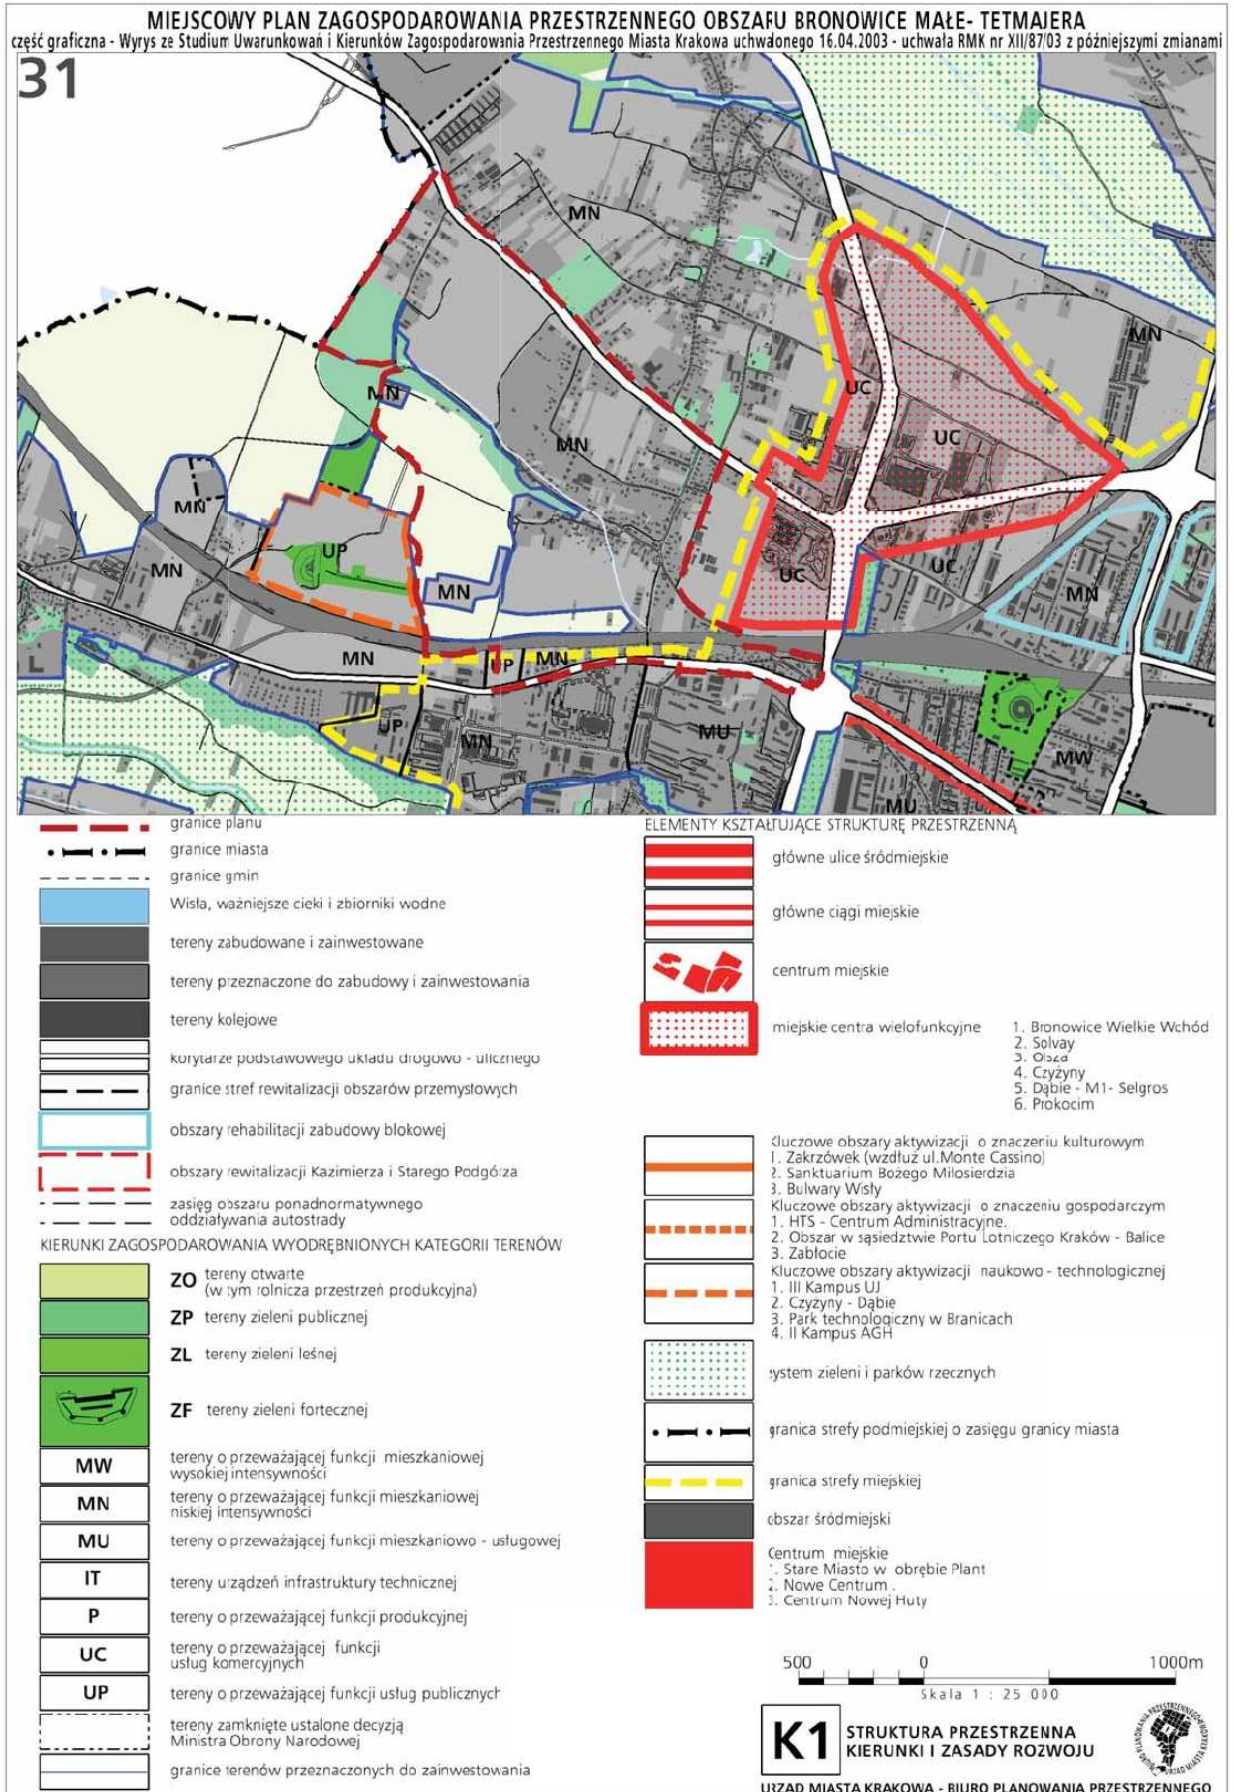 MIEJSCOWY PLAN ZAGOSPODAROWANIA PRZESTRZENNEGO OBSZAFU BRONOWICE MAŁE- TETMAJERA
część graficzna - Wyrys ze Studium Uwarunkowań i Kierunków Zagospodarowania Przestrzennego Miasta Krakowa uchwalonego 16.04.2003 - uchwała RMK nr XII/87/03 z późniejszymi zmianami
31
MN
MN
UC
MN
UC
MN
MN
UP
MN
UC
UC
MN
MN
MN
UP
MN
UP
MN
MU
MW
MU
granice planu
granice miasta
granice gmin
Wisła, ważniejsze cieki i zbiorniki wodne
tereny zabudowane i zainwestowane
tereny przeznaczone do zabudowy i zainwestowania
tereny kolejowe
korytarze podstawowego układu drogowo - ulicznego
granice stref rewitalizacji obszarów przemysłowych
obszary rehabilitacji zabudowy blokowej
obszary rewitalizacji Kazimierza i Starego Podgórza
zasięg obszaru ponadnormatywnego
oddziaływania autostrady
KIERUNKI ZAGOSPODAROWANIA WYODRĘBNIONYCH KATEGORII TERENÓW
ZO tereny otwarte
(w tym rolnicza przestrzeń produkcyjna)
ZP tereny zieleni publicznej
ZL tereny zieleni leśnej
ZF tereny zieleni fortecznej
MW tereny o przeważającej funkcji mieszkaniowej
wysokiej intensywności
MN tereny o przeważającej funkcji mieszkaniowej
niskiej intensywności
MU tereny o przeważającej funkcji mieszkaniowo - usługowej
IT tereny urządzeń infrastruktury technicznej
P tereny o przeważającej funkcji produkcyjnej
UC tereny o przeważającej funkcji
usług komercyjnych
UP tereny o przeważającej funkcji usług publicznych
tereny zamknięte ustalone decyzją
Ministra Obrony Narodowej
granice terenów przeznaczonych do zainwestowania
ELEMENTY KSZTAŁTUJĄCE STRUKTURĘ PRZESTRZENNĄ
główne ulice śródmiejskie
główne ciągi miejskie
centrum miejskie
miejskie centra wielofunkcyjne
1. Bronowice Wielkie Wchód
2. Solvay
3. Olsza
4. Czyżyny
5. Dąbie - M1- Selgros
6. Prokocim
Kluczowe obszary aktywizacji o znaczeniu kulturowym
1. Zakrzówek (wzdłuż ul.Monte Cassino)
2. Sanktuarium Bożego Miłosierdzia
3. Bulwary Wisły
Kluczowe obszary aktywizacji o znaczeniu gospodarczym
1. HTS - Centrum Administracyjne.
2. Obszar w sąsiedztwie Portu Lotniczego Kraków - Balice
3. Zabłocie
Kluczowe obszary aktywizacji naukowo - technologicznej
1. III Kampus UJ
2. Czyżyny - Dąbie
3. Park technologiczny w Branicach
4. II Kampus AGH
system zieleni i parków rzecznych
granica strefy podmiejskiej o zasięgu granicy miasta
granica strefy miejskiej
obszar śródmiejski
Centrum miejskie
1. Stare Miasto w obrębie Plant
2. Nowe Centrum .
3. Centrum Nowej Huty
500 0 1000m
Skala 1 : 25 000
K1 STRUKTURA PRZESTRZENNA
KIERUNKI I ZASADY ROZWOJU
URZĄD MIASTA KRAKOWA - BIURO PLANOWANIA PRZESTRZENNEGO